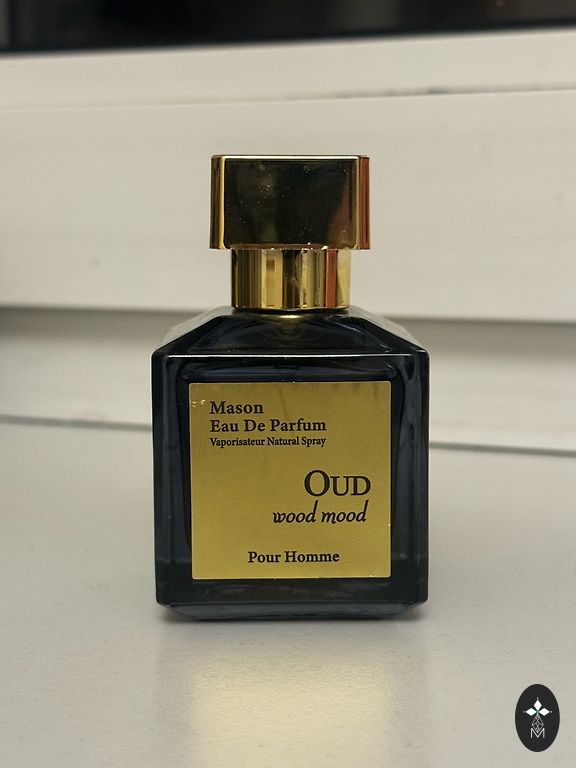 Mason
Eau De Parfum
Vaporisateur Natural Spray
OUD
wood mood
Pour Homme
M